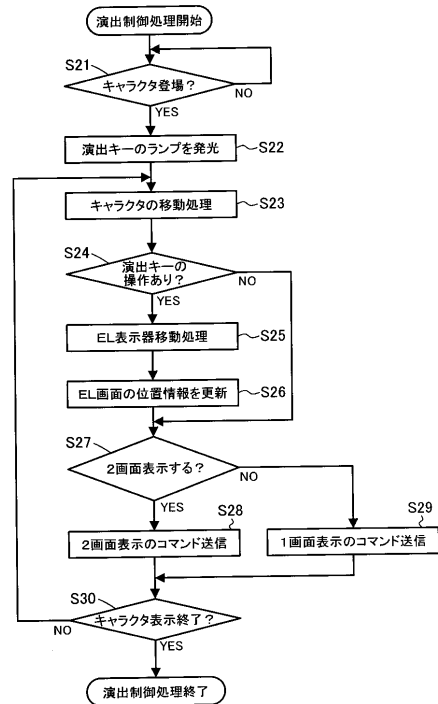 演出制御処理開始
S21
キャラクタ登場?
NO
YES
演出キーのランプを発光
S22
キャラクタの移動処理
S23
S24
演出キーの
操作あり?
NO
YES
EL表示器移動処理
S25
EL画面の位置情報を更新
S26
S27
2画面表示する?
NO
YES
S28
2画面表示のコマンド送信
S29
1画面表示のコマンド送信
S30
キャラクタ表示終了?
NO
YES
演出制御処理終了